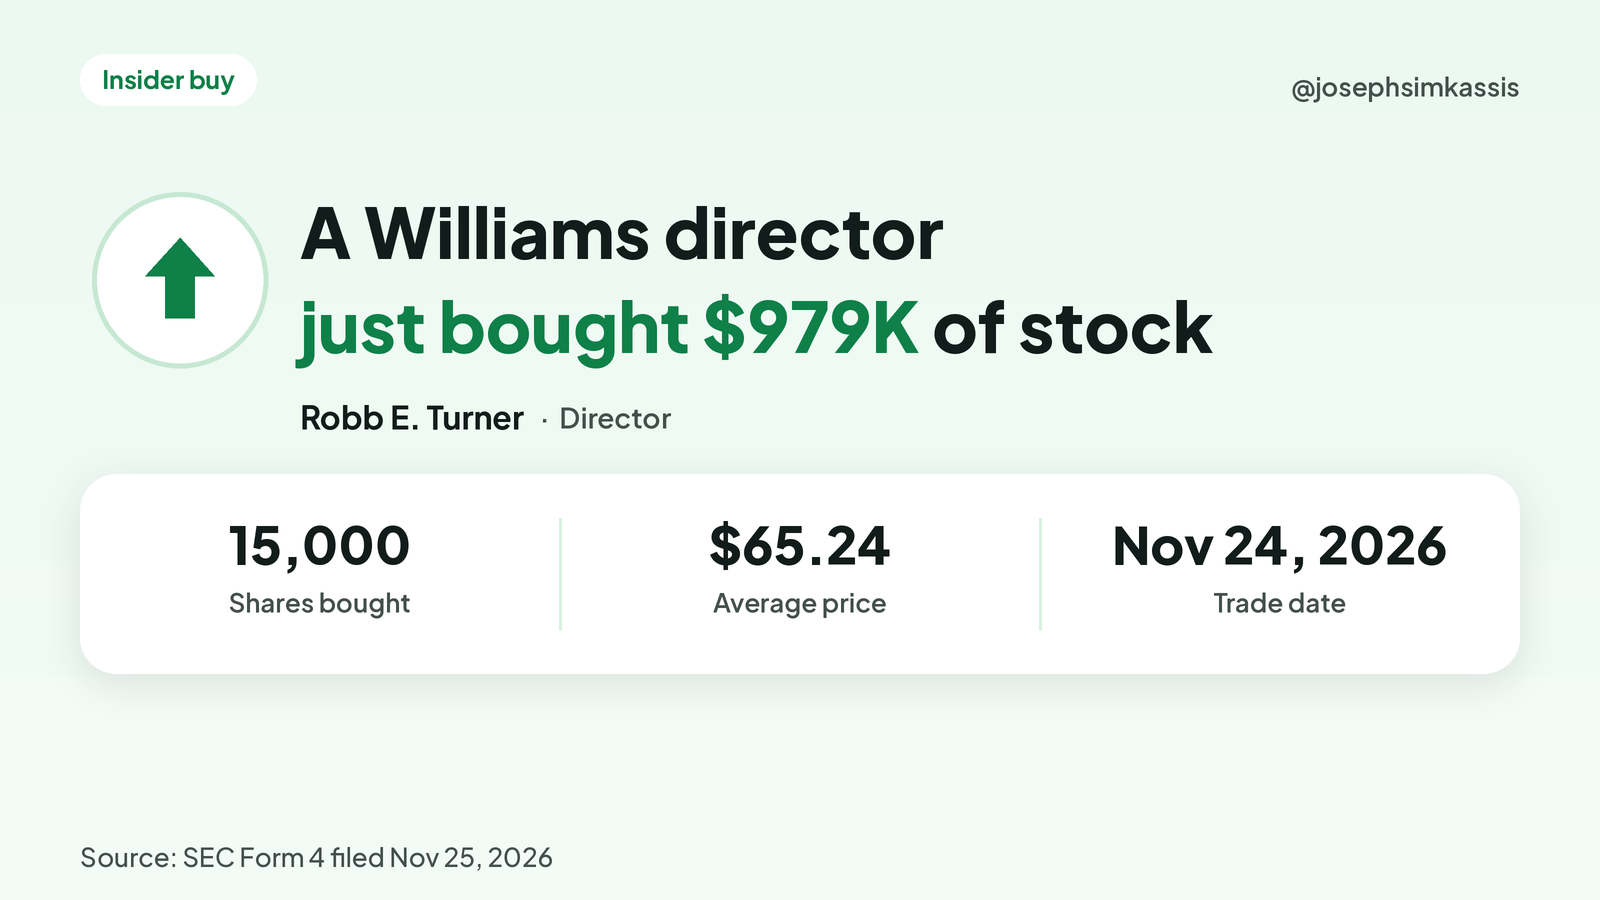 Insider buy
@josephsimkassis
A Williams director
just bought $979K of stock
Robb E. Turner · Director
15,000
Shares bought
$65.24
Average price
Nov 24, 2026
Trade date
Source: SEC Form 4 filed Nov 25, 2026